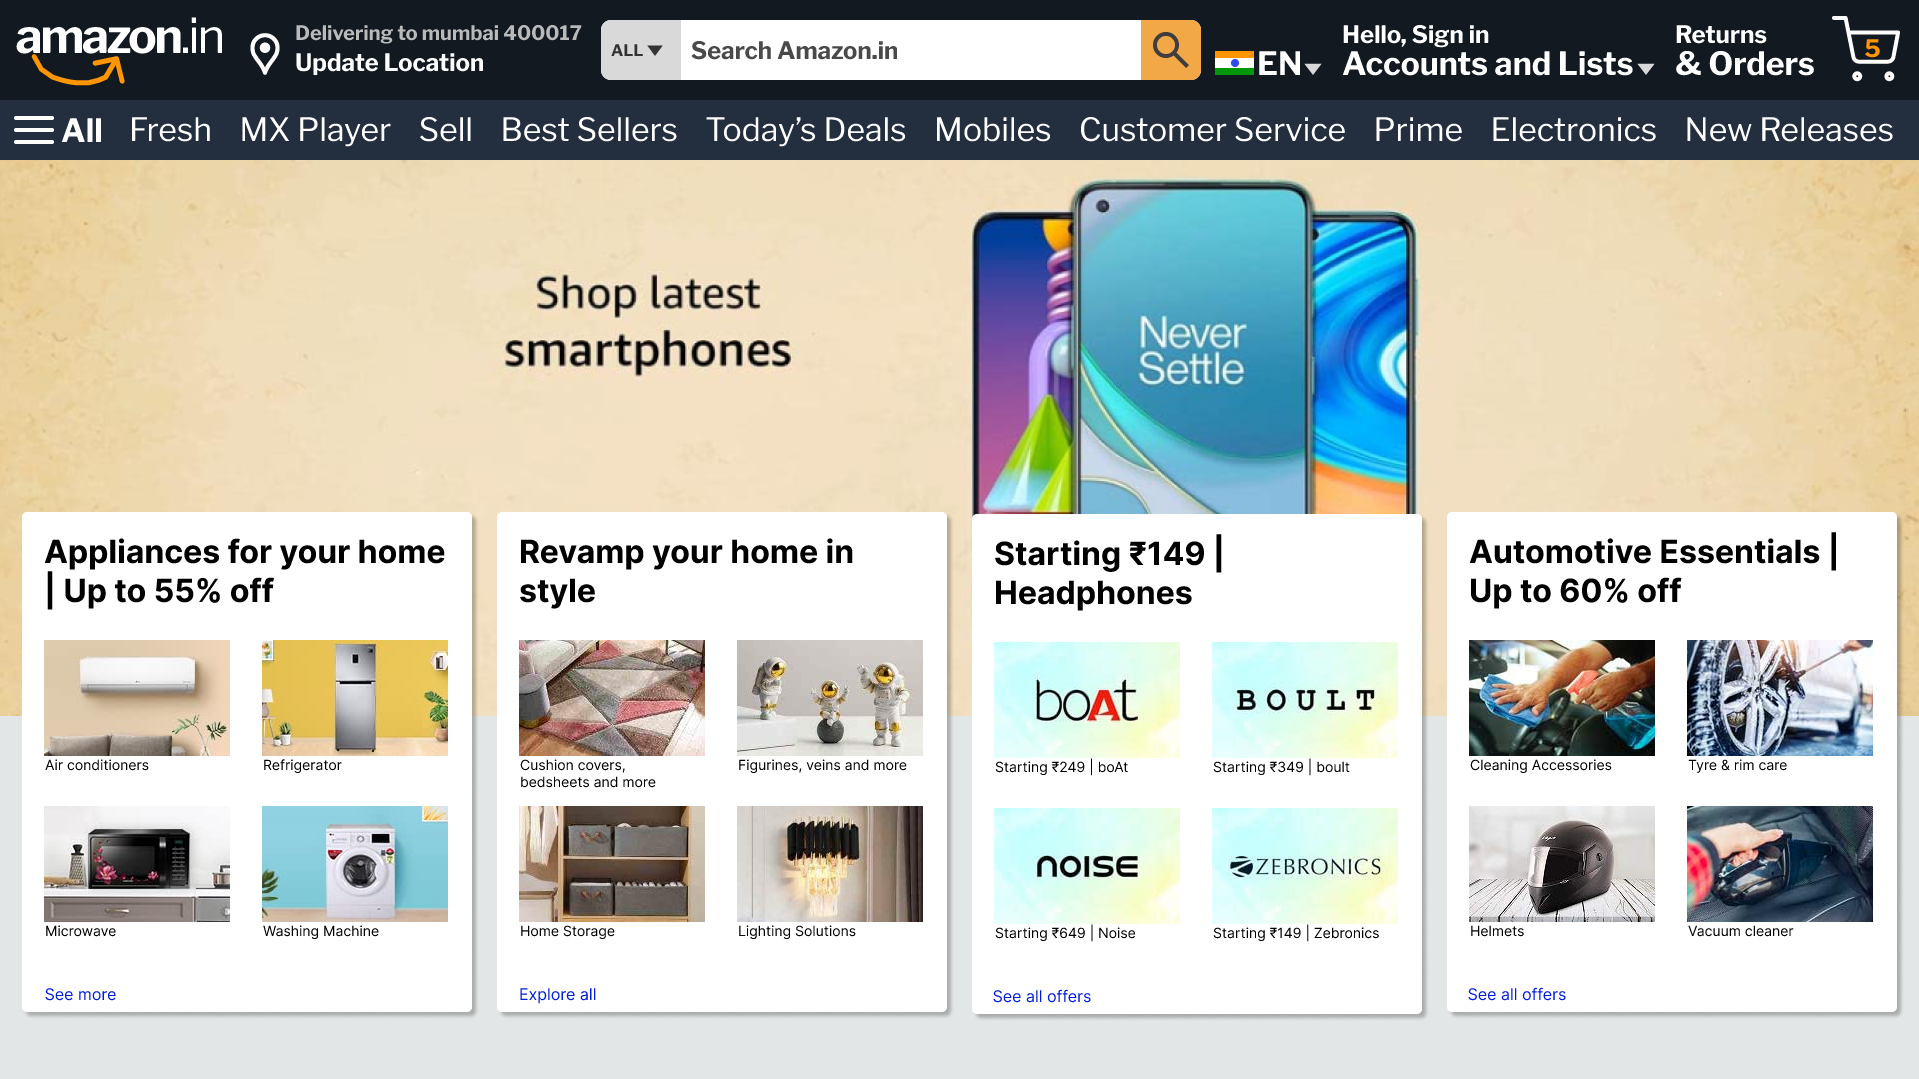 amazon.in
Delivering to mumbai 400017
Update Location
ALL
Search Amazon.in
EN
Hello, Sign in
Accounts and Lists
Returns
& Orders
5
All Fresh MX Player Sell Best Sellers Today’s Deals Mobiles Customer Service Prime Electronics New Releases
Shop latest
smartphones
Never
Settle
Appliances for your home
| Up to 55% off
Air conditioners
Refrigerator
Microwave
Washing Machine
See more
Revamp your home in
style
Cushion covers,
bedsheets and more
Figurines, veins and more
Home Storage
Lighting Solutions
Explore all
Starting ₹149 |
Headphones
boAt
Starting ₹249 | boAt
BOULT
Starting ₹349 | boult
noise
Starting ₹649 | Noise
ZEBRONICS
Starting ₹149 | Zebronics
See all offers
Automotive Essentials |
Up to 60% off
Cleaning Accessories
Tyre & rim care
Helmets
Vacuum cleaner
See all offers